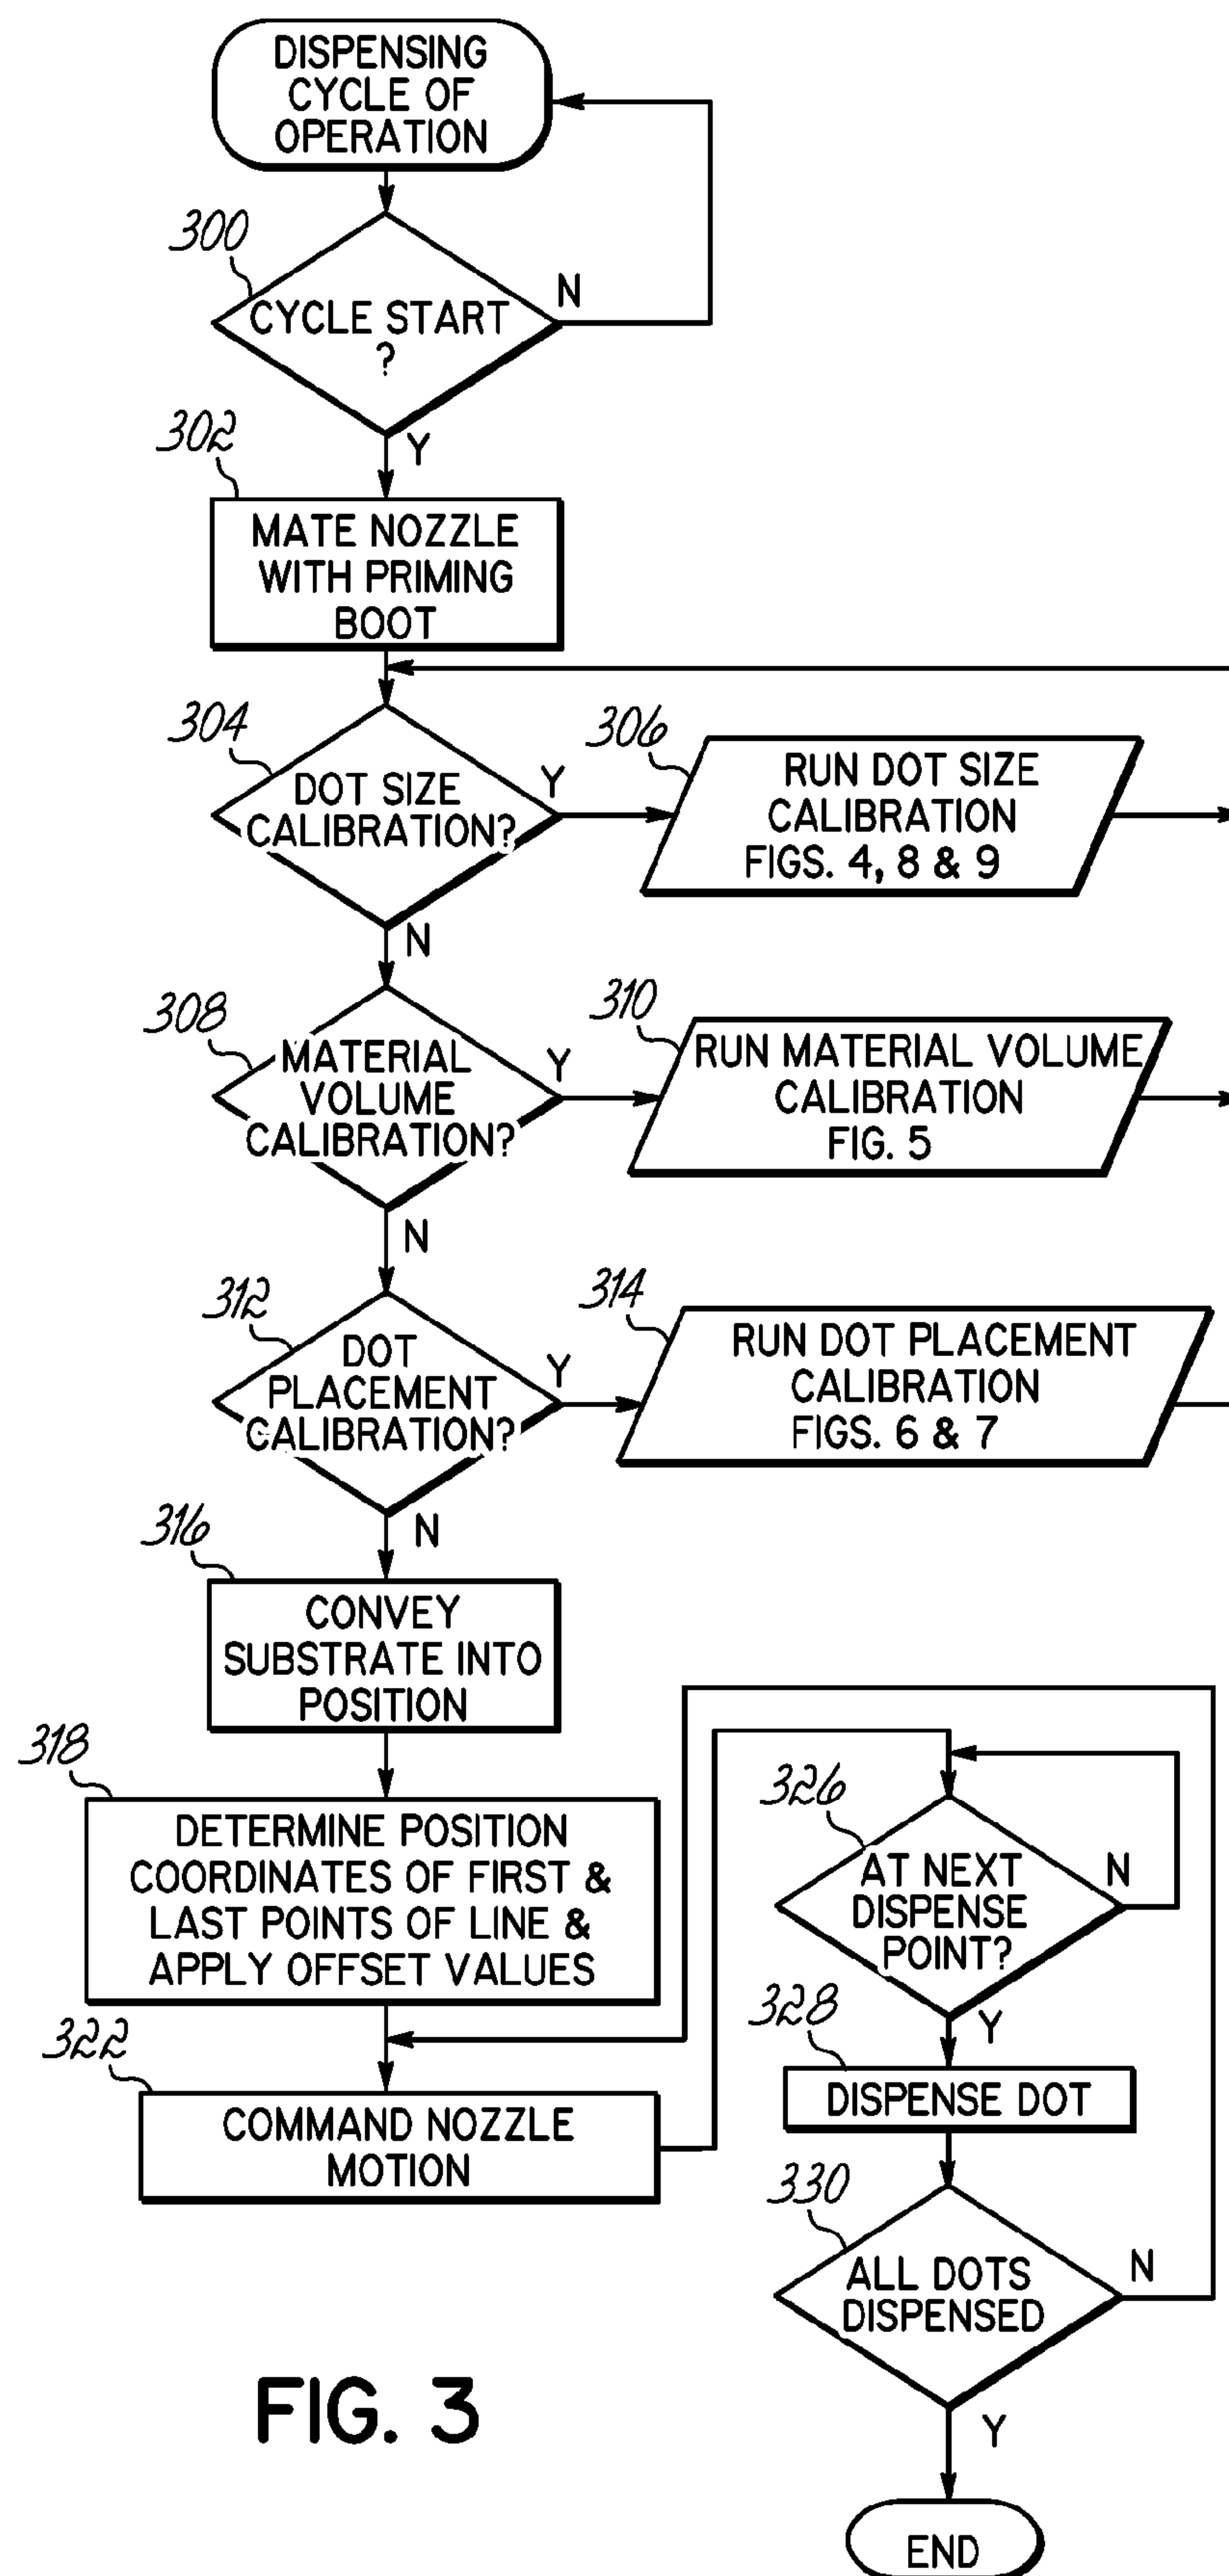 DISPENSING
CYCLE OF
OPERATION
300
CYCLE START
?
N
Y
302
MATE NOZZLE
WITH PRIMING
BOOT
304
DOT SIZE
CALIBRATION?
Y
N
306
RUN DOT SIZE
CALIBRATION
FIGS. 4, 8 & 9
308
MATERIAL
VOLUME
CALIBRATION?
Y
N
310
RUN MATERIAL VOLUME
CALIBRATION
FIG. 5
312
DOT
PLACEMENT
CALIBRATION?
Y
N
314
RUN DOT PLACEMENT
CALIBRATION
FIGS. 6 & 7
316
CONVEY
SUBSTRATE INTO
POSITION
318
DETERMINE POSITION
COORDINATES OF FIRST &
LAST POINTS OF LINE &
APPLY OFFSET VALUES
322
COMMAND NOZZLE
MOTION
326
AT NEXT
DISPENSE
POINT?
N
Y
328
DISPENSE DOT
330
ALL DOTS
DISPENSED
N
Y
END
FIG. 3